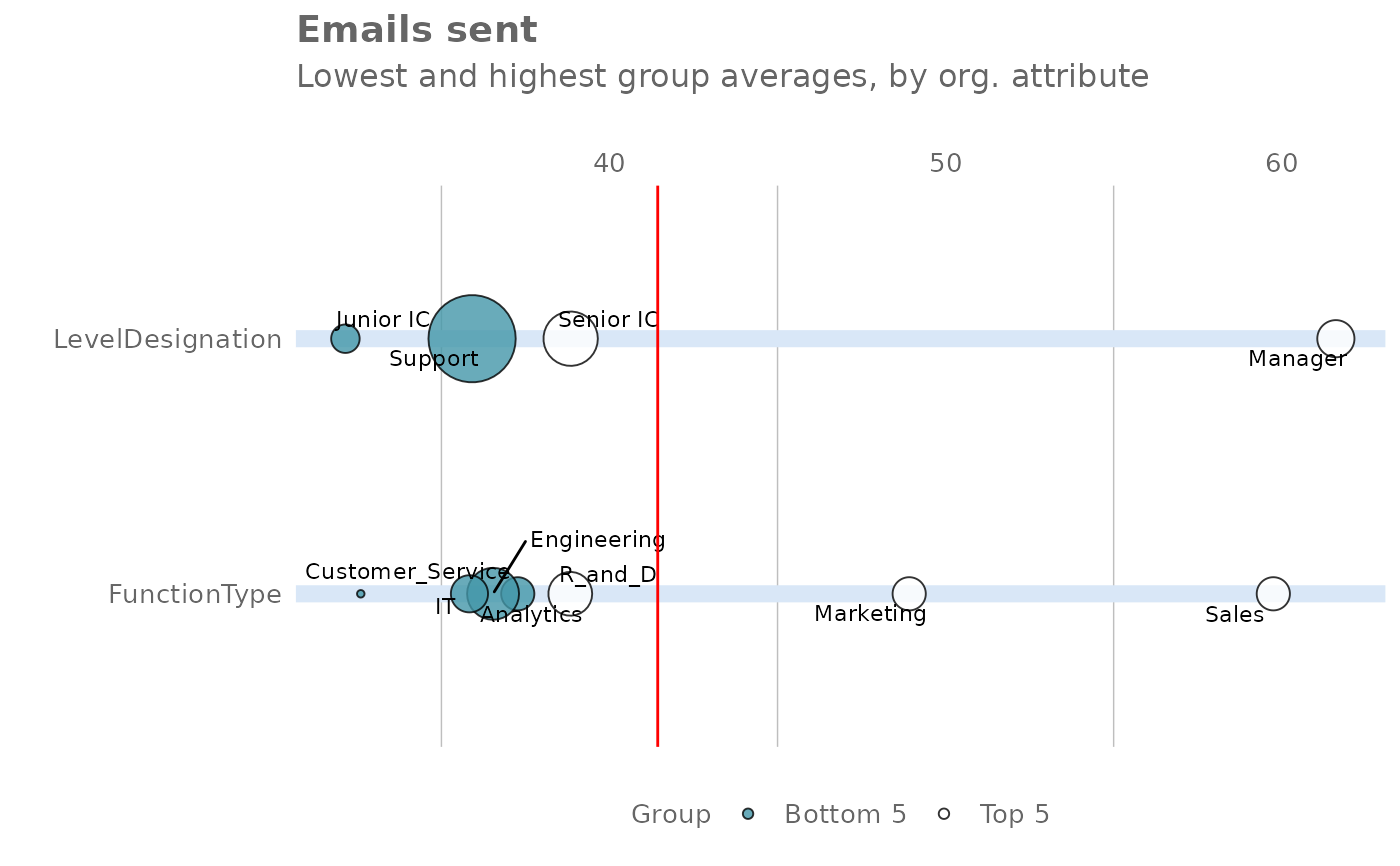 Emails sent
Lowest and highest group averages, by org. attribute
40 50 60
Junior IC Senior IC
LevelDesignation
Support Manager
Engineering
Customer_Service R_and_D
FunctionType
IT Analytics Marketing Sales
Group Bottom 5 Top 5